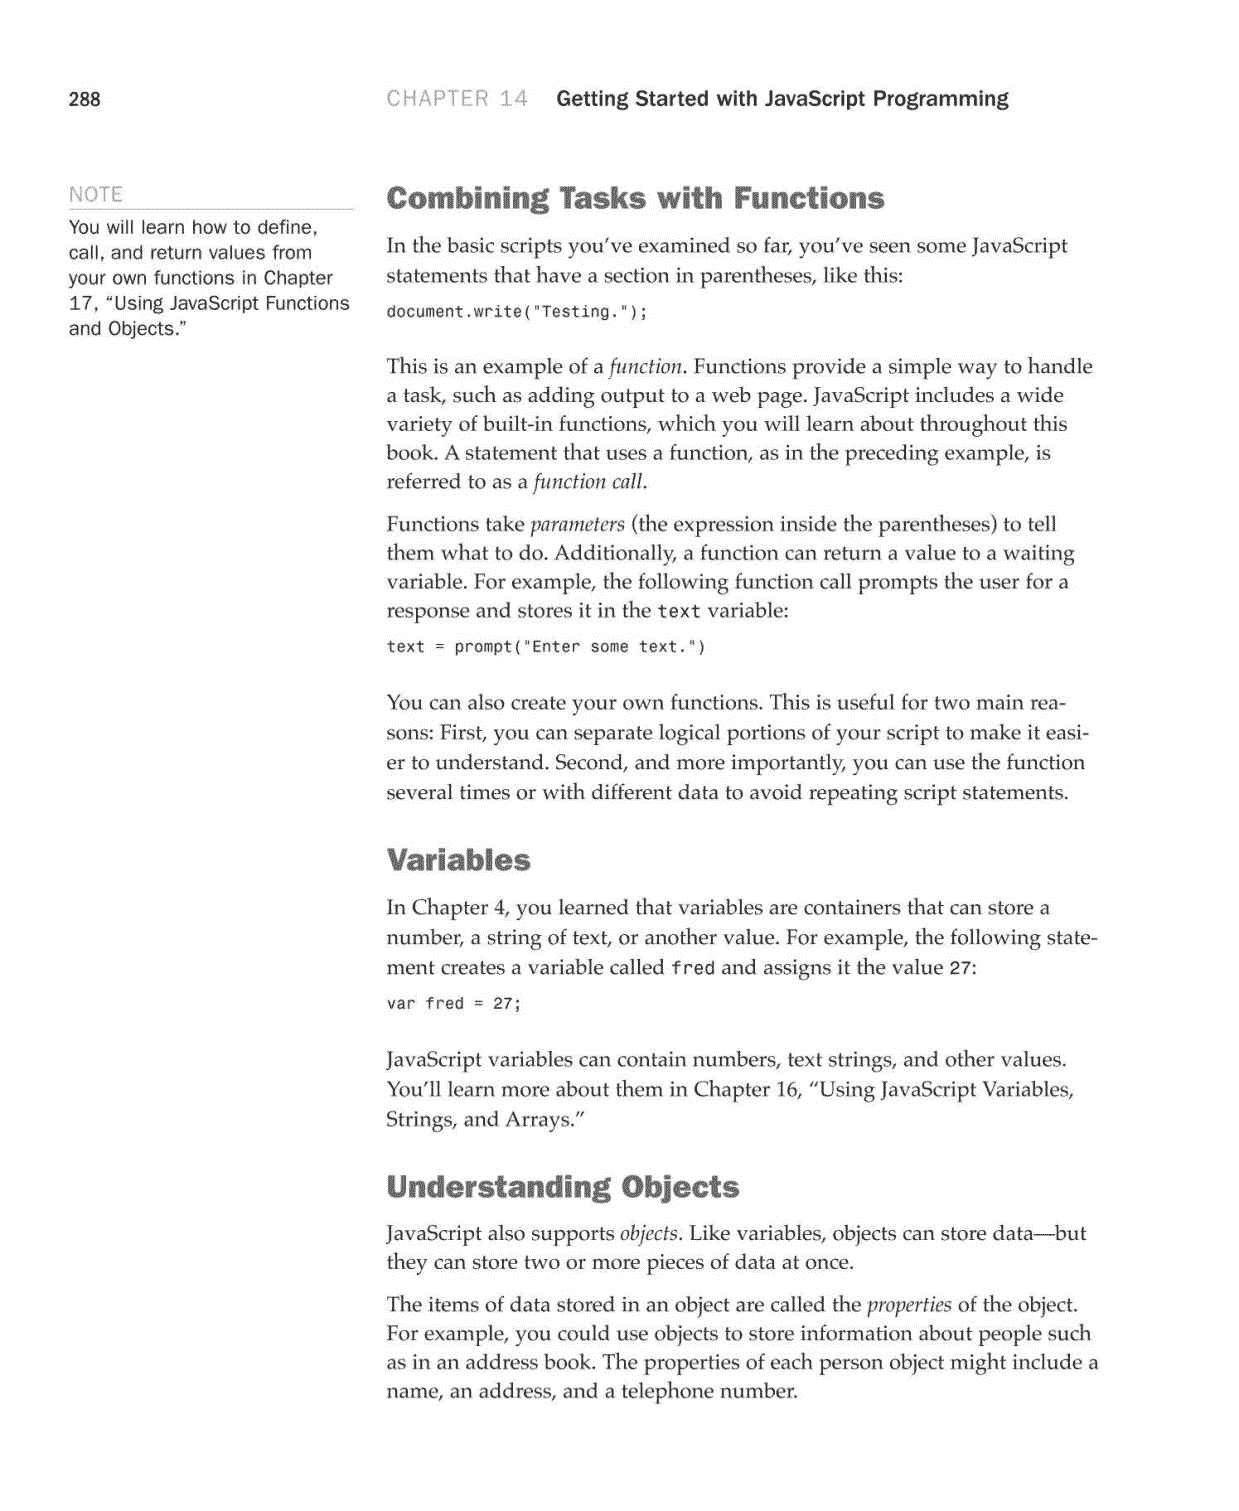 288
CHAPTER 14 Getting Started with JavaScript Programming
NOTE
You will learn how to define,
call, and return values from
your own functions in Chapter
17, “Using JavaScript Functions
and Objects.”
Combining Tasks with Functions
In the basic scripts you’ve examined so far, you’ve seen some JavaScript
statements that have a section in parentheses, like this:
document.write("Testing.");
This is an example of a function. Functions provide a simple way to handle
a task, such as adding output to a web page. JavaScript includes a wide
variety of built-in functions, which you will learn about throughout this
book. A statement that uses a function, as in the preceding example, is
referred to as a function call.
Functions take parameters (the expression inside the parentheses) to tell
them what to do. Additionally, a function can return a value to a waiting
variable. For example, the following function call prompts the user for a
response and stores it in the text variable:
text = prompt("Enter some text.")
You can also create your own functions. This is useful for two main rea-
sons: First, you can separate logical portions of your script to make it easi-
er to understand. Second, and more importantly, you can use the function
several times or with different data to avoid repeating script statements.
Variables
In Chapter 4, you learned that variables are containers that can store a
number, a string of text, or another value. For example, the following state-
ment creates a variable called fred and assigns it the value 27:
var fred = 27;
JavaScript variables can contain numbers, text strings, and other values.
You’ll learn more about them in Chapter 16, “Using JavaScript Variables,
Strings, and Arrays.”
Understanding Objects
JavaScript also supports objects. Like variables, objects can store data—but
they can store two or more pieces of data at once.
The items of data stored in an object are called the properties of the object.
For example, you could use objects to store information about people such
as in an address book. The properties of each person object might include a
name, an address, and a telephone number.